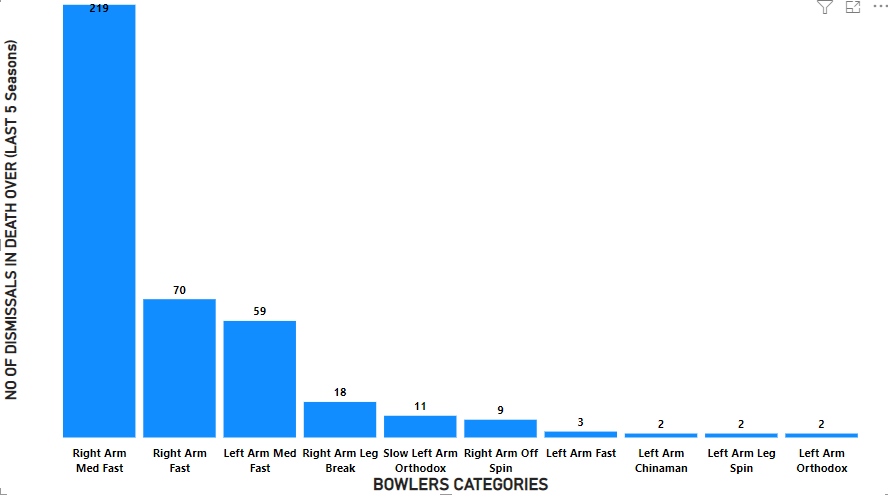 NO OF DISMISSALS IN DEATH OVER (LAST 5 Seasons)
219
70
59
18
11
9
3
2
2
2
Right Arm
Med Fast
Right Arm
Fast
Left Arm Med
Fast
Right Arm Leg
Break
Slow Left Arm
Orthodox
Right Arm Off
Spin
Left Arm Fast
Left Arm
Chinaman
Left Arm Leg
Spin
Left Arm
Orthodox
BOWLERS CATEGORIES